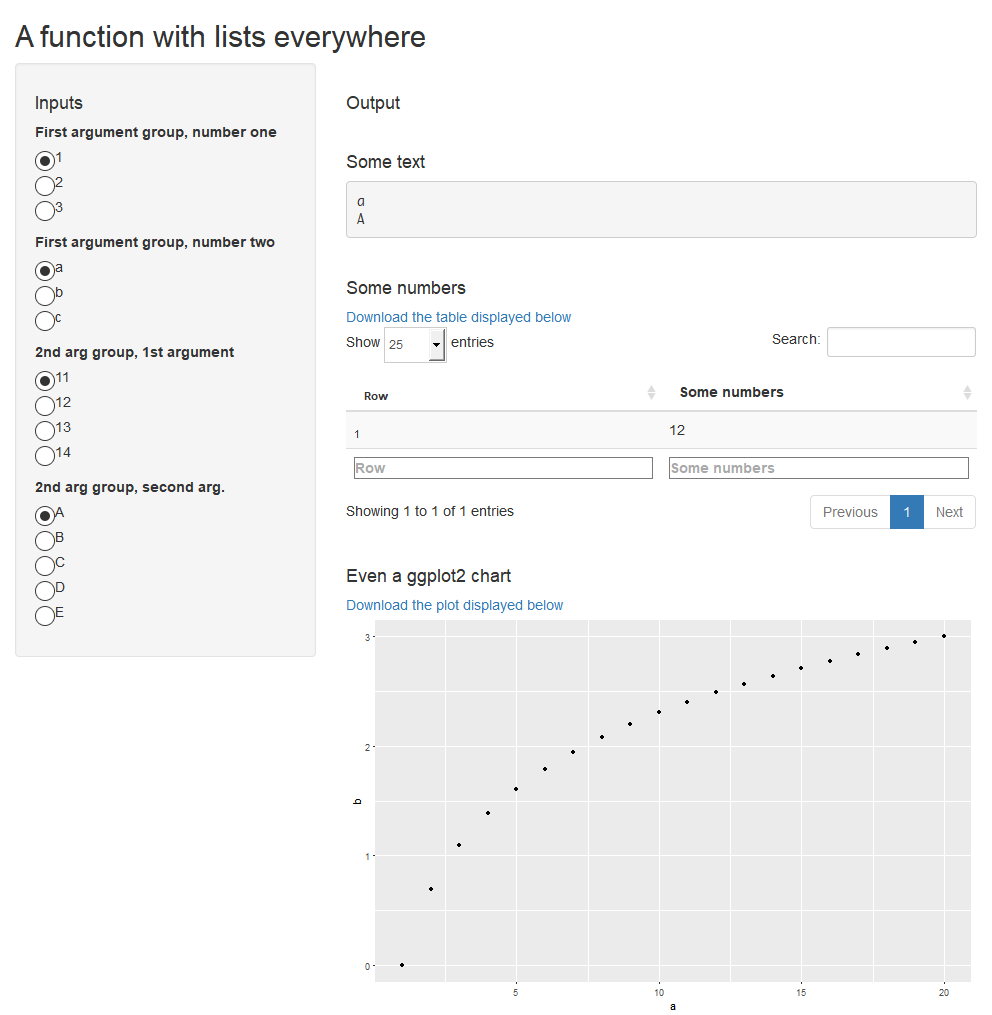 A function with lists everywhere
Inputs
First argument group, number one
1
2
3
First argument group, number two
a
b
c
2nd arg group, 1st argument
11
12
13
14
2nd arg group, second arg.
A
B
C
D
E
Output
Some text
a
A
Some numbers
Download the table displayed below
Show 25 entries
Search:
Row Some numbers
1 12
Row Some numbers
Showing 1 to 1 of 1 entries
Previous 1 Next
Even a ggplot2 chart
Download the plot displayed below
3
2
b
1
0
5 10 15 20
a